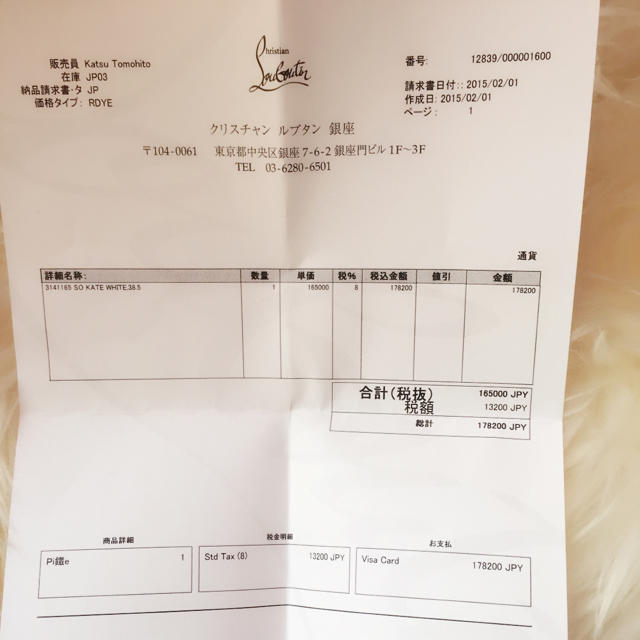 販売員 Katsu Tomohito
在庫 JP03
納品請求書・タ JP
価格タイプ: RDYE
Christian
Louboutin
番号: 12839/000001600
請求書日付:: 2015/02/01
作成日: 2015/02/01
ページ: 1
クリスチャン ルブタン 銀座
〒104-0061 東京都中央区銀座7-6-2 銀座門ビル 1F～3F
TEL 03-6280-6501
通貨
詳細名称: 数量 単価 税% 税込金額 値引 金額
3141165 SO KATE WHITE,38.5 1 165000 8 178200 178200
合計(税抜) 165000 JPY
税額 13200 JPY
総計 178200 JPY
商品詳細 税金明細 お支払
Pi鐵e 1 Std Tax (8) 13200 JPY Visa Card 178200 JPY